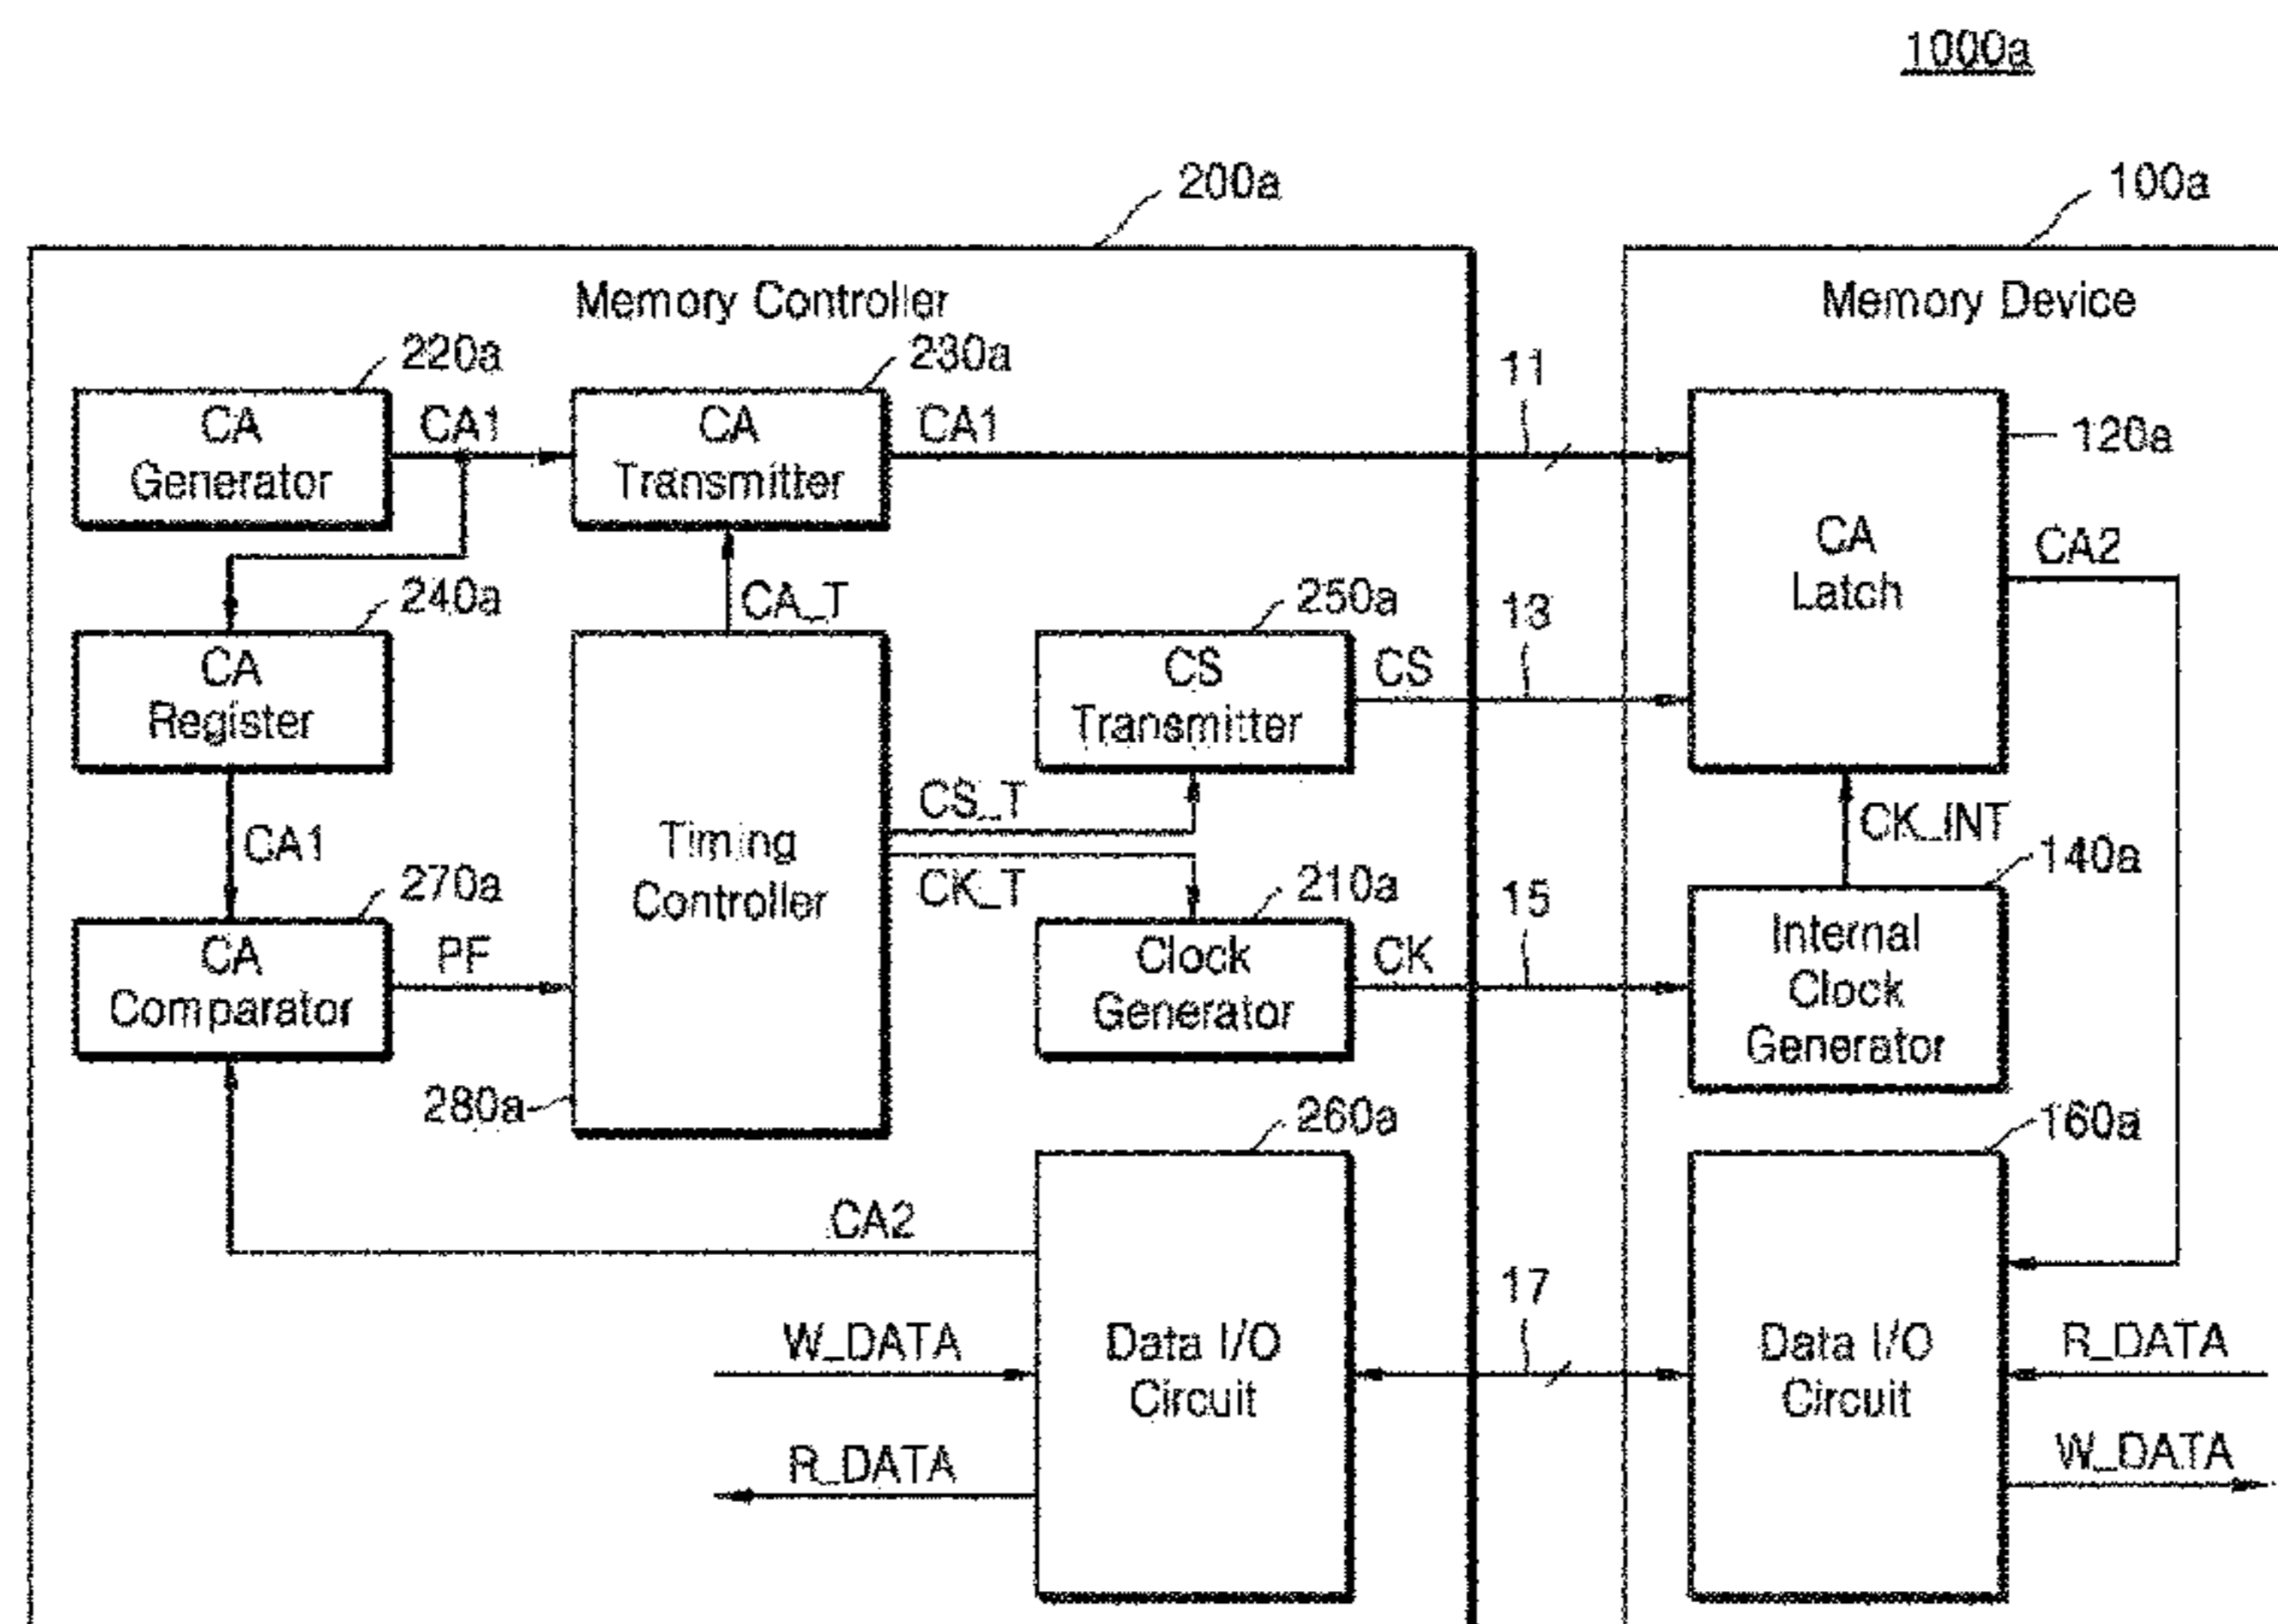 1000a
200a
100a
Memory Controller
Memory Device
220a
230a
11
CA
Generator
CA1
CA
Transmitter
CA1
120a
CA
Latch
CA2
240a
CA_T
250a
13
CA
Register
CS
Transmitter
CS
CS_T
CA1
Timing
Controller
CK_INT
270a
CK_T
210a
15
140a
CA
Comparator
PF
Clock
Generator
CK
Internal
Clock
Generator
280a
260a
160a
CA2
17
W_DATA
Data I/O
Circuit
Data I/O
Circuit
R_DATA
R_DATA
W_DATA